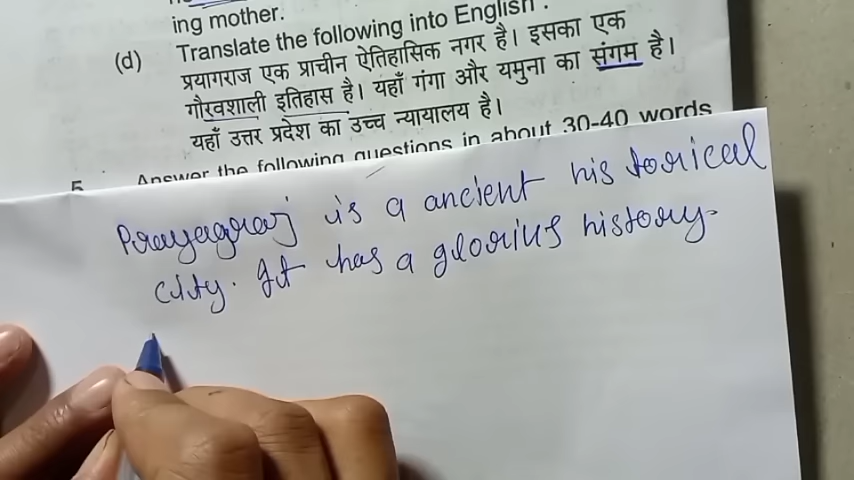 ing mother.
(d) Translate the following into English :
प्रयागराज एक प्राचीन ऐतिहासिक नगर है। इसका एक
गौरवशाली इतिहास है। यहाँ गंगा और यमुना का संगम है।
यहाँ उत्तर प्रदेश का उच्च न्यायालय है।
5 Answer the following questions in about 30-40 words
Prayagraj is a ancient historical
city. It has a glorius history.